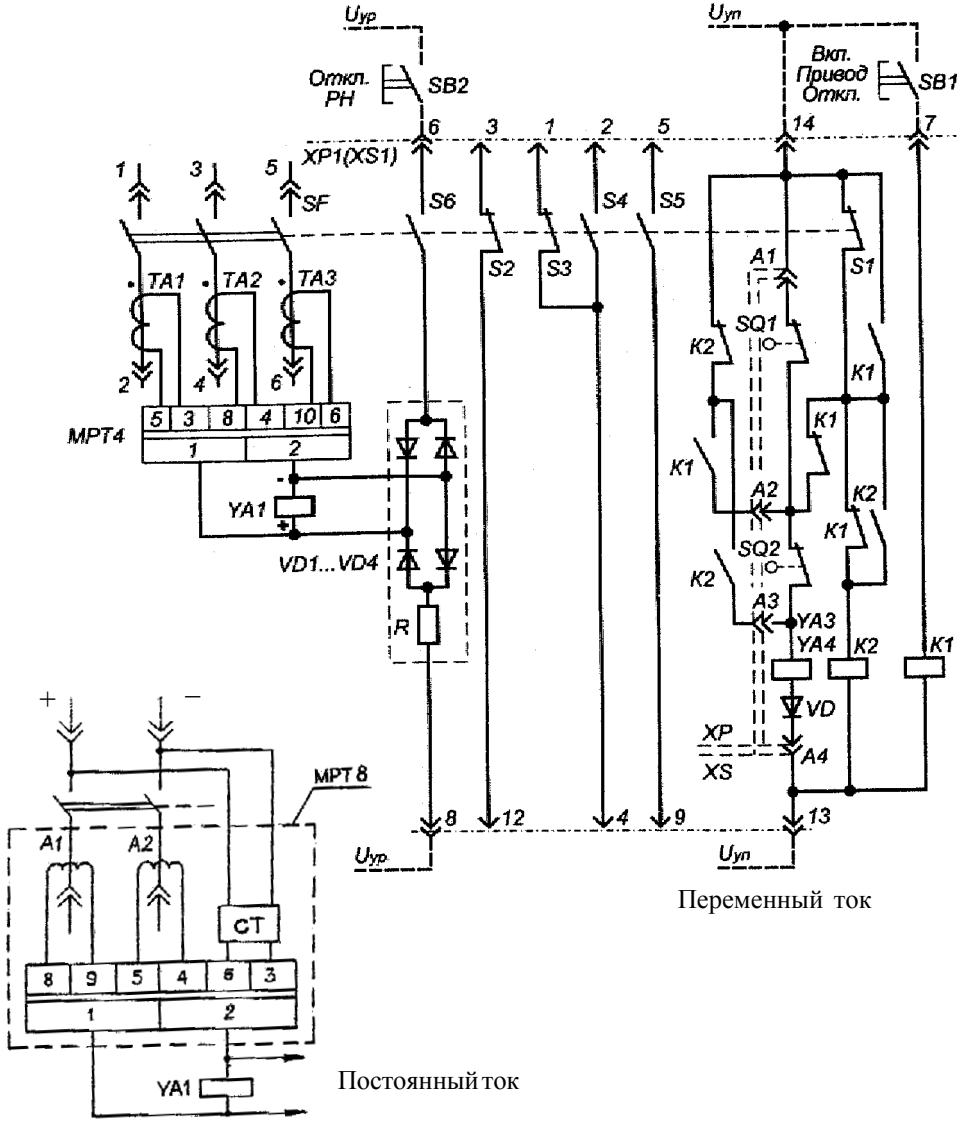 Uур
Uуп
Откл.
РН
SB2
Вкл.
Привод
Откл.
SB1
6
3
1
2
5
14
7
XP1(XS1)
1
3
5
SF
S6
S2
S3
S4
S5
S1
TA1
TA2
TA3
A1
SQ1
K2
K1
2
4
6
МРТ4
5
3
8
4
10
6
1
2
-
YA1
+
K1
K1
A2
K2
K1
VD1...VD4
SQ2
K2
A3
YA3
R
YA4
K2
K1
VD
+
−
XP
A4
XS
МРТ 8
8
12
4
9
13
A1
A2
Uур
Uуп
Переменный ток
СТ
8
9
5
4
6
3
1
2
YA1
Постоянный ток